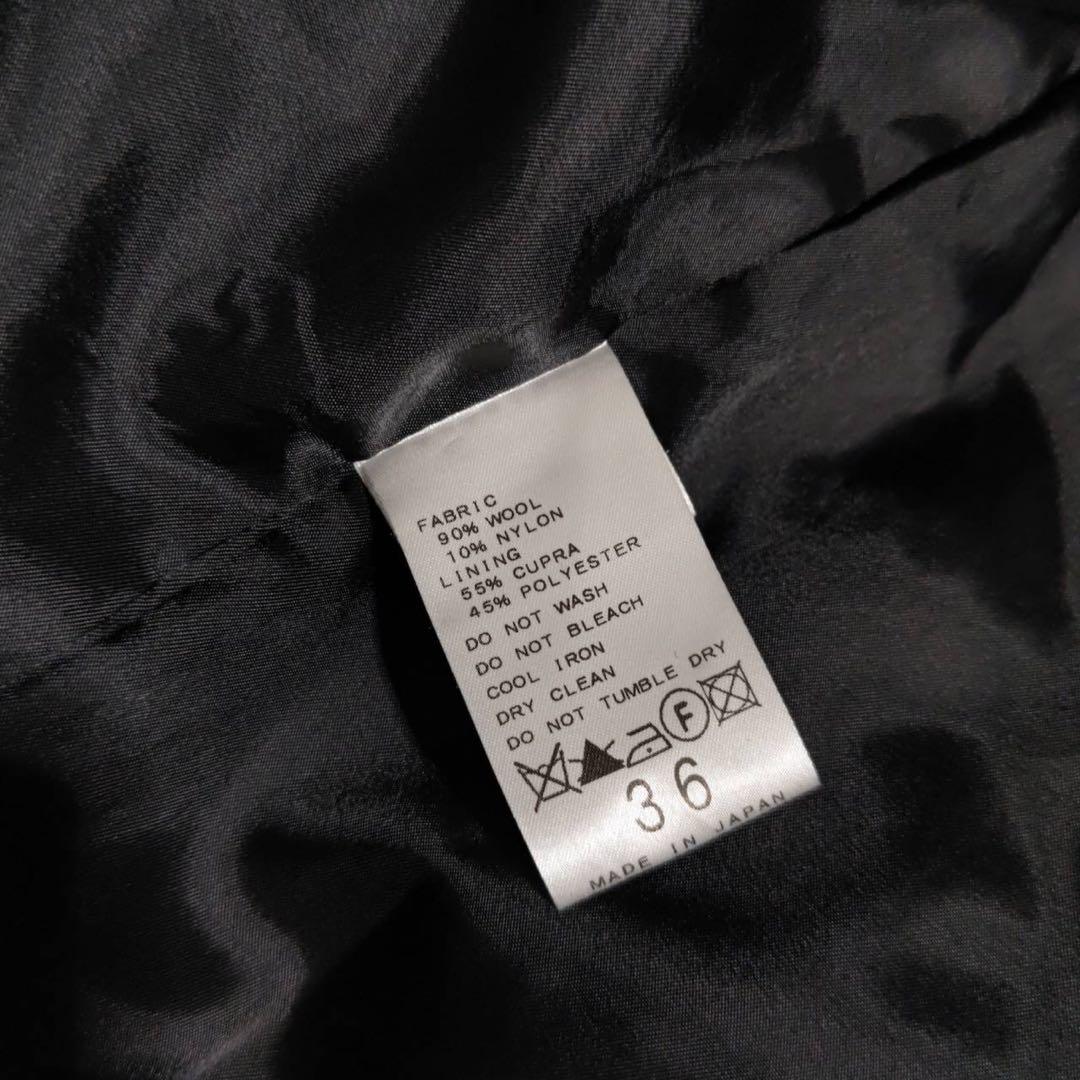 FABRIC
90% WOOL
10% NYLON
LINING
55% CUPRA
45% POLYESTER
DO NOT WASH
DO NOT BLEACH
COOL IRON
DRY CLEAN
DO NOT TUMBLE DRY
F
36
MADE IN JAPAN